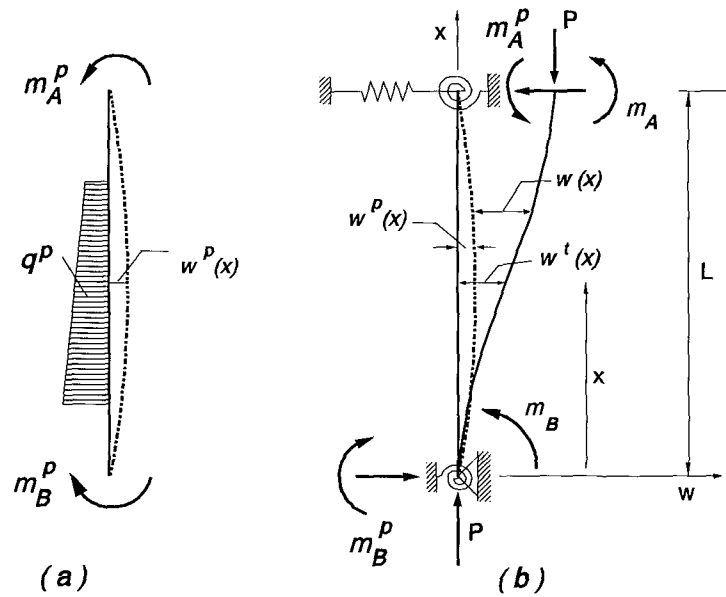 m_A^p
q^p
w^p(x)
m_B^p
(a)
x
m_A^p
P
m_A
w(x)
w^p(x)
w^t(x)
L
x
m_B
w
m_B^p
P
(b)